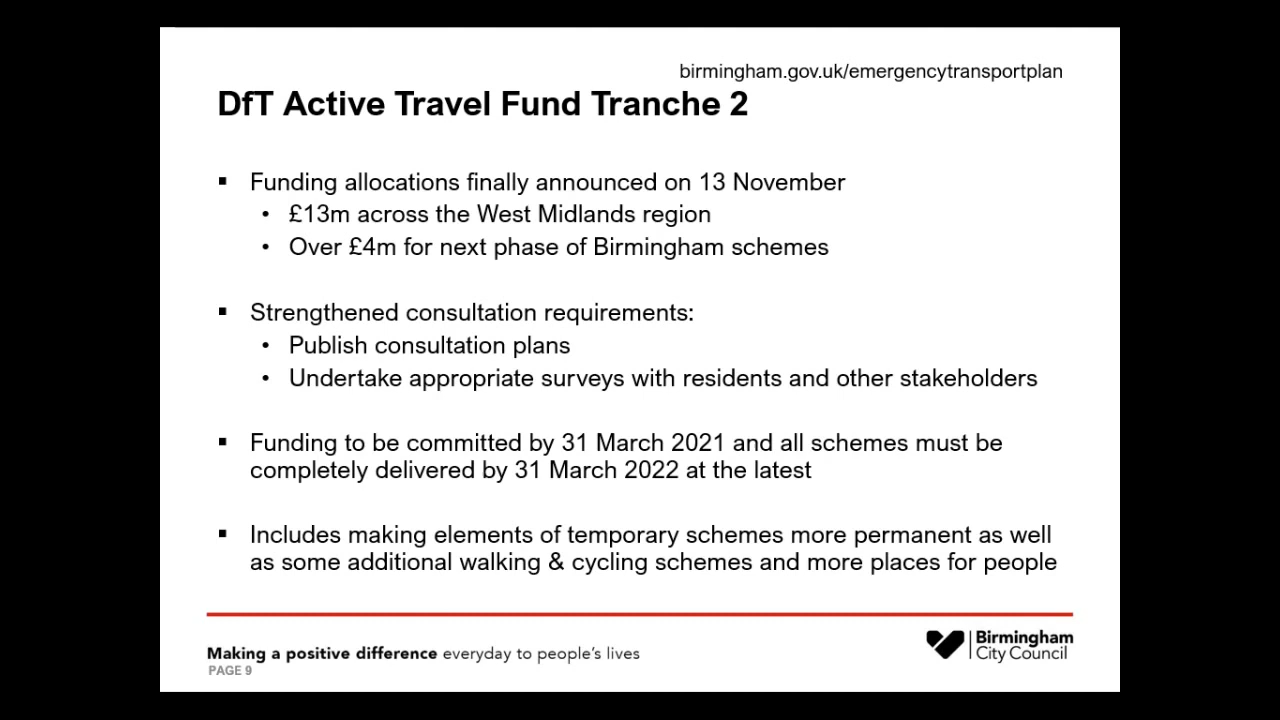 birmingham.gov.uk/emergencytransportplan
DfT Active Travel Fund Tranche 2
▪ Funding allocations finally announced on 13 November
• £13m across the West Midlands region
• Over £4m for next phase of Birmingham schemes
▪ Strengthened consultation requirements:
• Publish consultation plans
• Undertake appropriate surveys with residents and other stakeholders
▪ Funding to be committed by 31 March 2021 and all schemes must be
completely delivered by 31 March 2022 at the latest
▪ Includes making elements of temporary schemes more permanent as well
as some additional walking & cycling schemes and more places for people
Making a positive difference everyday to people's lives
PAGE 9
Birmingham
City Council